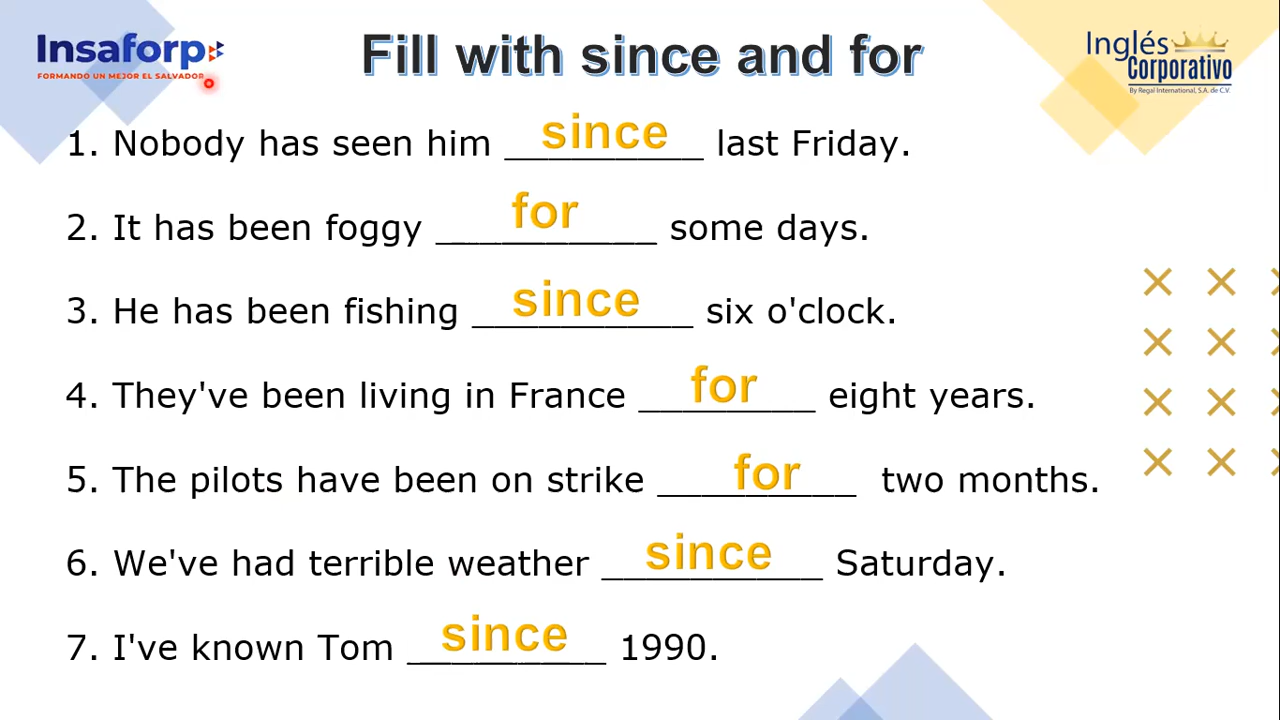 Insaforp
FORMANDO UN MEJOR EL SALVADOR
Fill with since and for
Inglés
Corporativo
By Regal International, S.A. de C.V.
1. Nobody has seen him since last Friday.
2. It has been foggy for some days.
3. He has been fishing since six o'clock.
4. They've been living in France for eight years.
5. The pilots have been on strike for two months.
6. We've had terrible weather since Saturday.
7. I've known Tom since 1990.